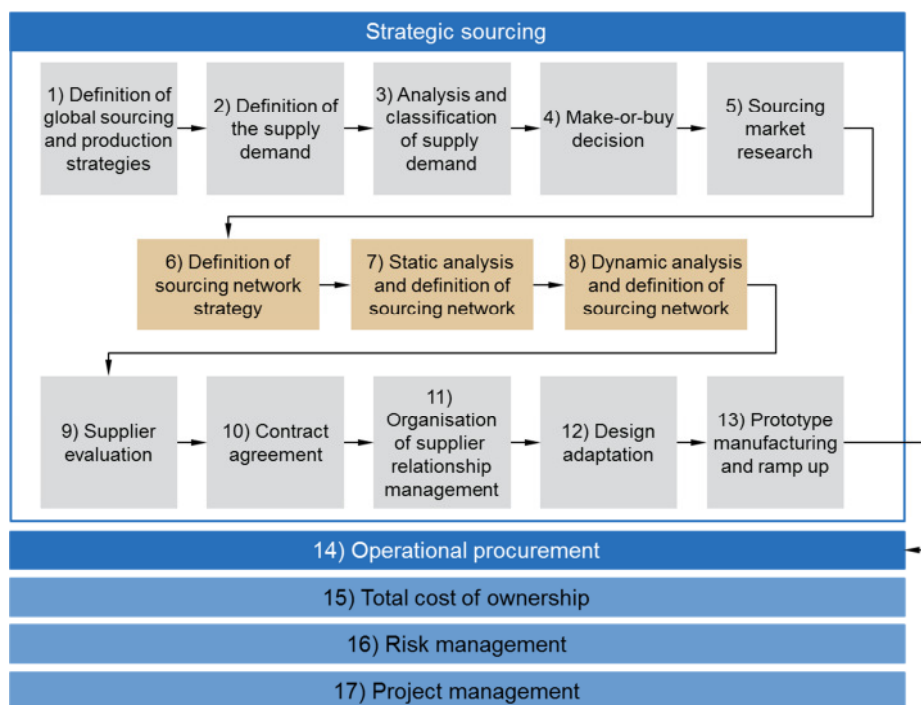 Strategic sourcing
1) Definition of
global sourcing
and production
strategies
2) Definition of
the supply
demand
3) Analysis and
classification
of supply
demand
4) Make-or-buy
decision
5) Sourcing
market
research
6) Definition of
sourcing network
strategy
7) Static analysis
and definition of
sourcing network
8) Dynamic analysis
and definition of
sourcing network
9) Supplier
evaluation
10) Contract
agreement
11)
Organisation
of supplier
relationship
management
12) Design
adaptation
13) Prototype
manufacturing
and ramp up
14) Operational procurement
15) Total cost of ownership
16) Risk management
17) Project management